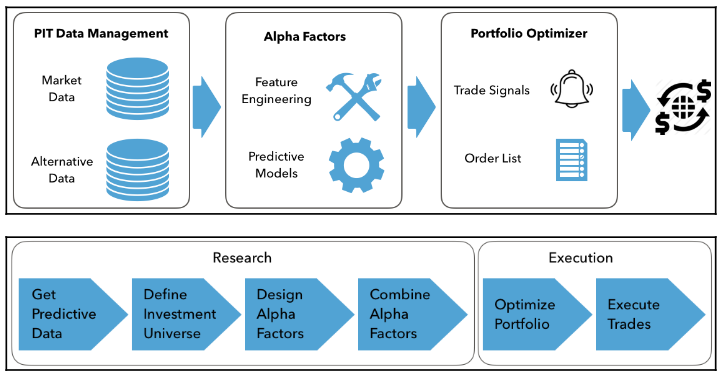 PIT Data Management
Market
Data
Alternative
Data
Alpha Factors
Feature
Engineering
Predictive
Models
Portfolio Optimizer
Trade Signals
Order List
$
$
Research
Get
Predictive
Data
Define
Investment
Universe
Design
Alpha
Factors
Combine
Alpha
Factors
Execution
Optimize
Portfolio
Execute
Trades